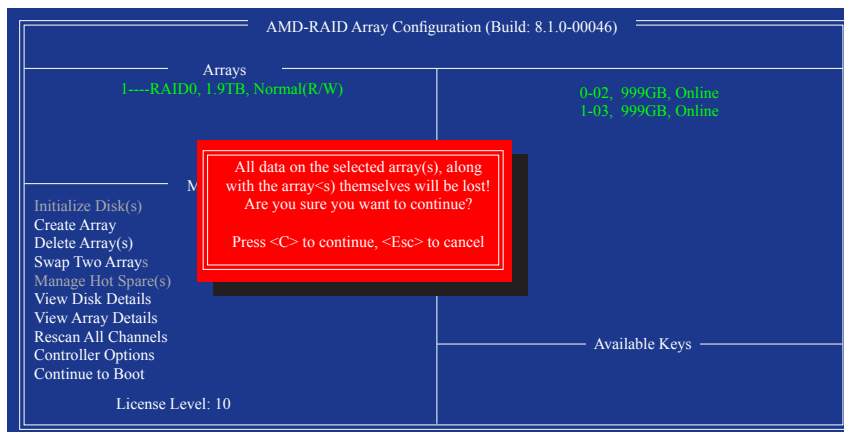 AMD-RAID Array Configuration (Build: 8.1.0-00046)
Arrays
1----RAID0, 1.9TB, Normal(R/W)
0-02, 999GB, Online
1-03, 999GB, Online
All data on the selected array(s), along
with the array<s) themselves will be lost!
Are you sure you want to continue?
Press <C> to continue, <Esc> to cancel
M
Initialize Disk(s)
Create Array
Delete Array(s)
Swap Two Arrays
Manage Hot Spare(s)
View Disk Details
View Array Details
Rescan All Channels
Controller Options
Continue to Boot
License Level: 10
Available Keys